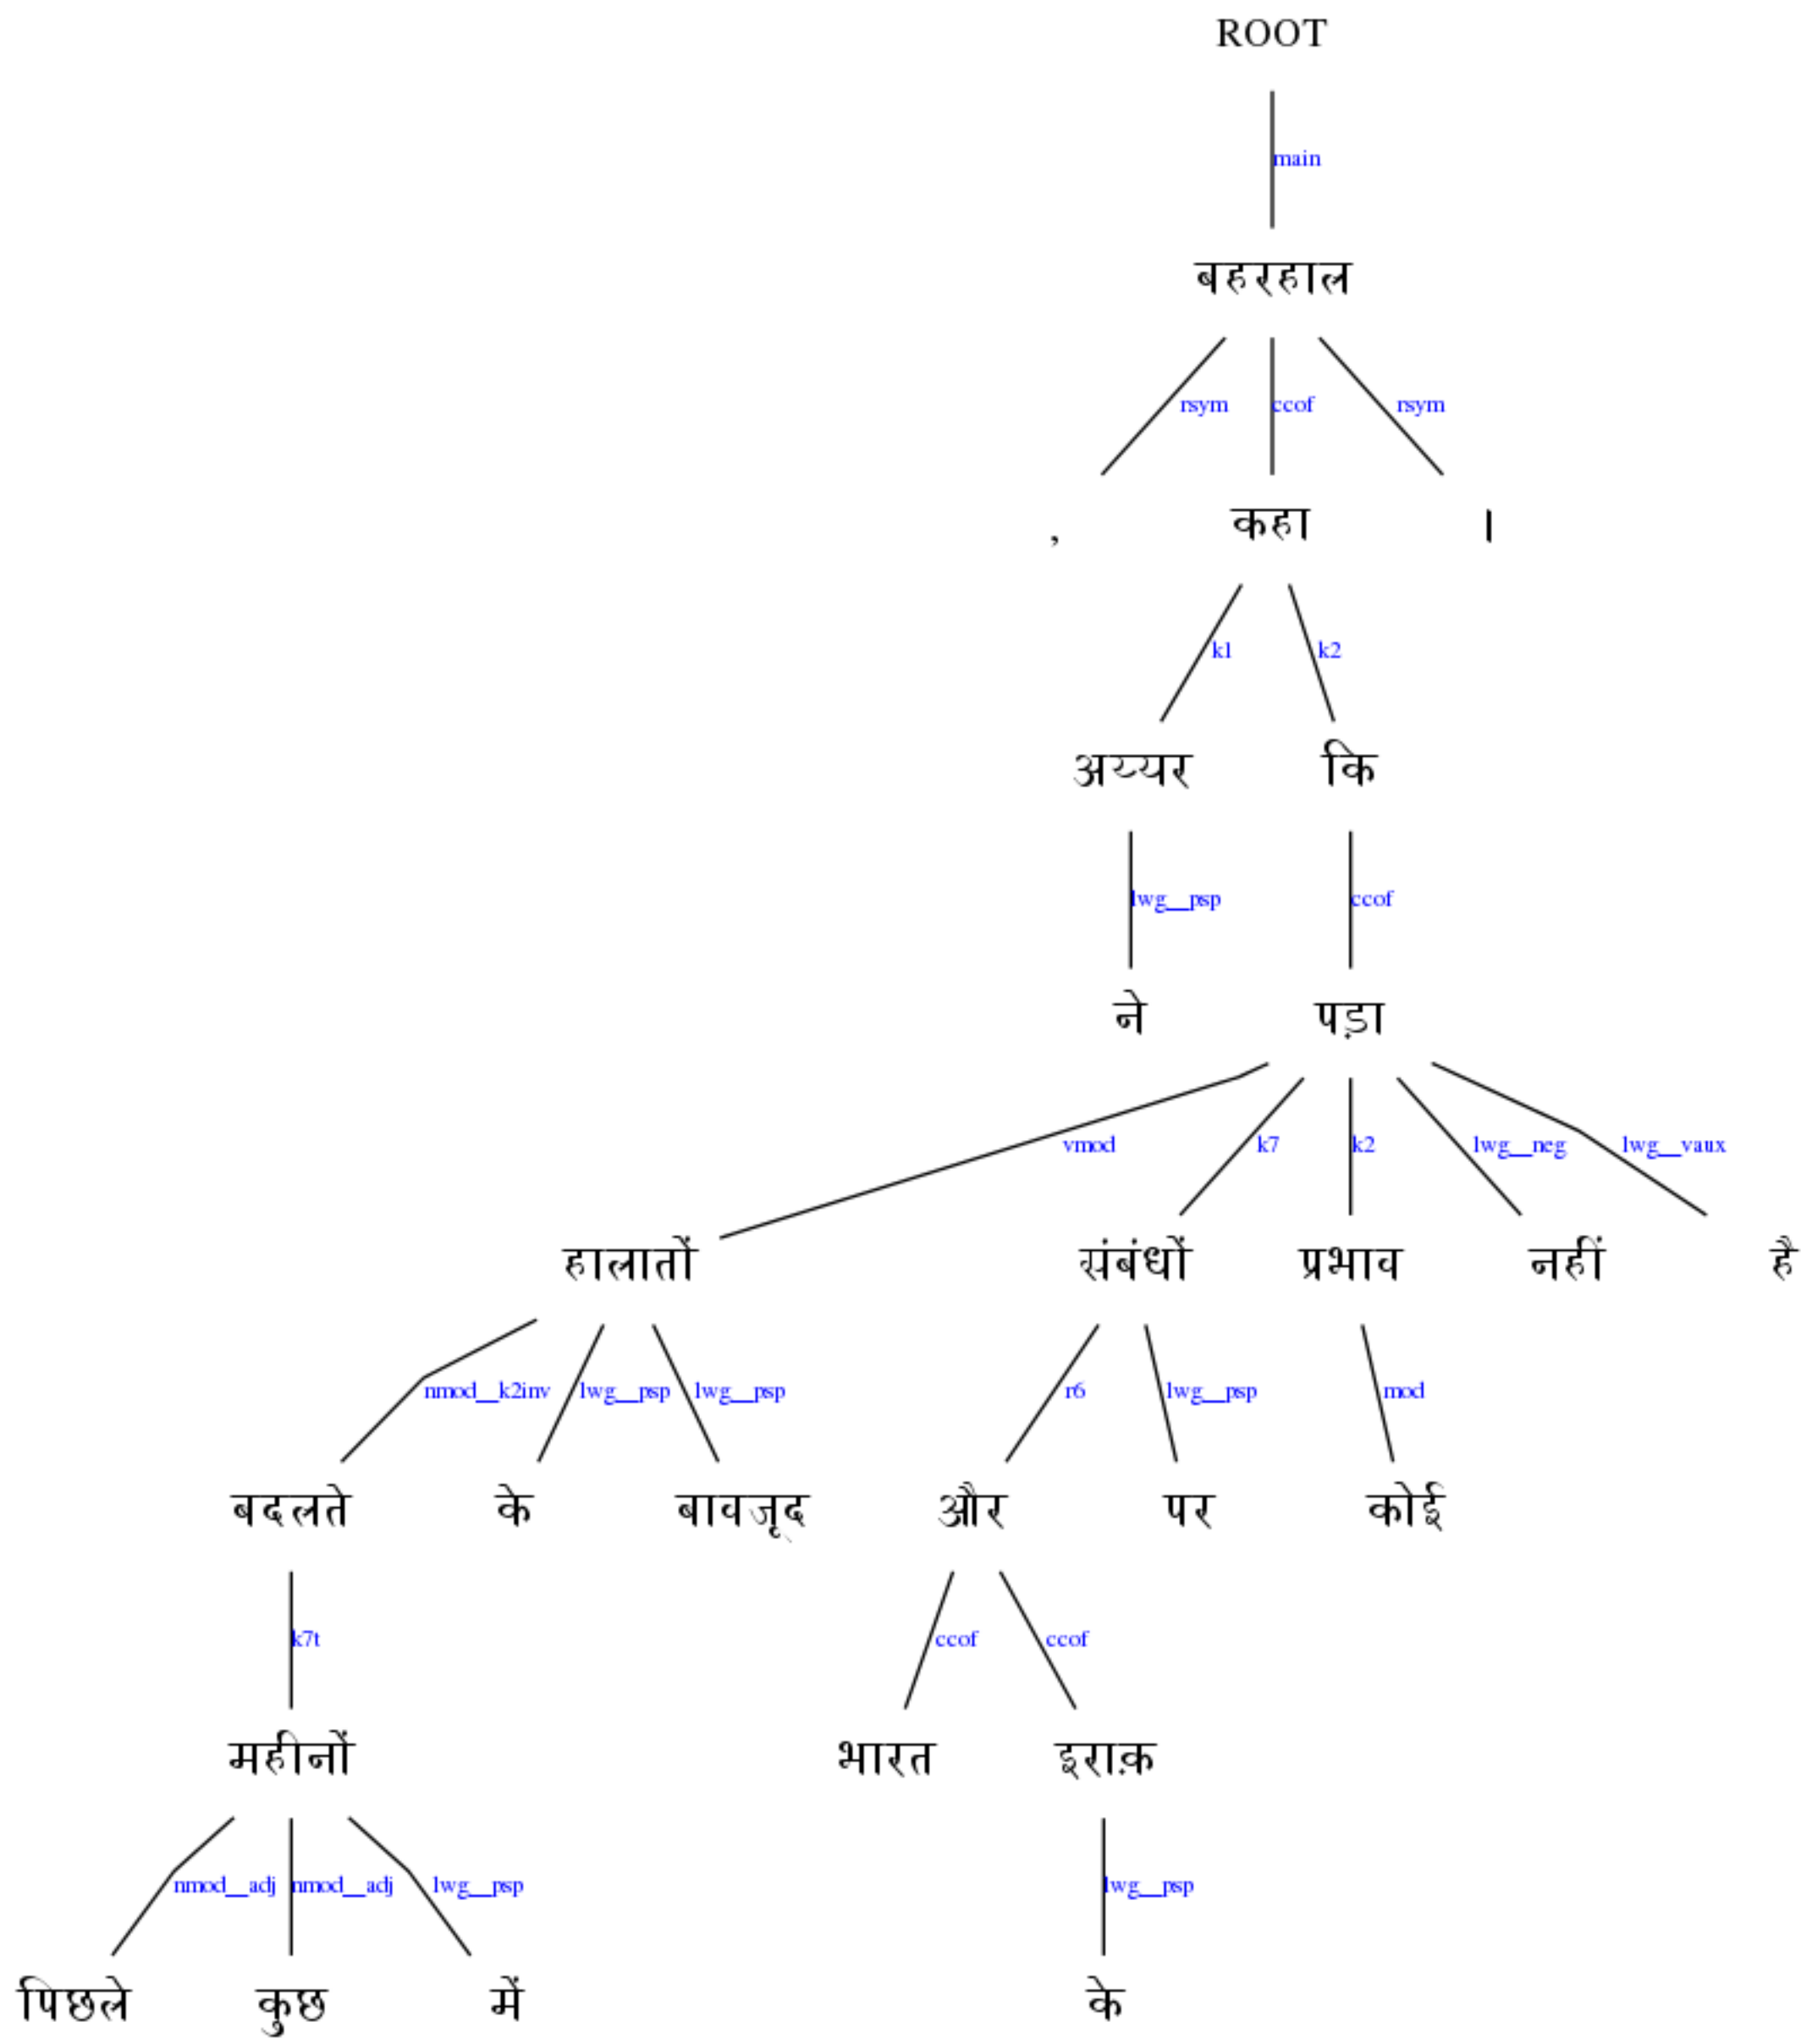 ROOT
main
बहरहाल
rsym ccof rsym
, कहा ।
k1 k2
अय्यर कि
lwg__psp ccof
ने पड़ा
vmod k7 k2 lwg__neg lwg__vaux
हालातों संबंधों प्रभाव नहीं है
nmod__k2inv lwg__psp lwg__psp r6 lwg__psp mod
बदलते के बावजूद और पर कोई
k7t ccof ccof
महीनों भारत इराक़
nmod__adj nmod__adj lwg__psp lwg__psp
पिछले कुछ में के